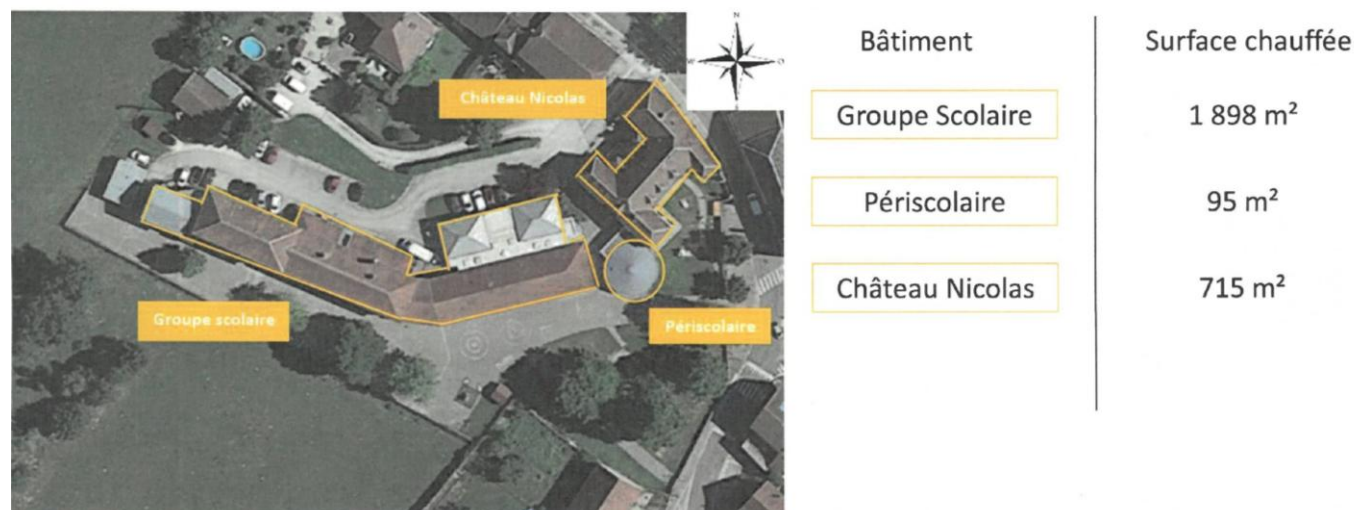 Château Nicolas
Groupe scolaire
Périscolaire
N
O
Bâtiment Surface chauffée
Groupe Scolaire 1 898 m²
Périscolaire 95 m²
Château Nicolas 715 m²